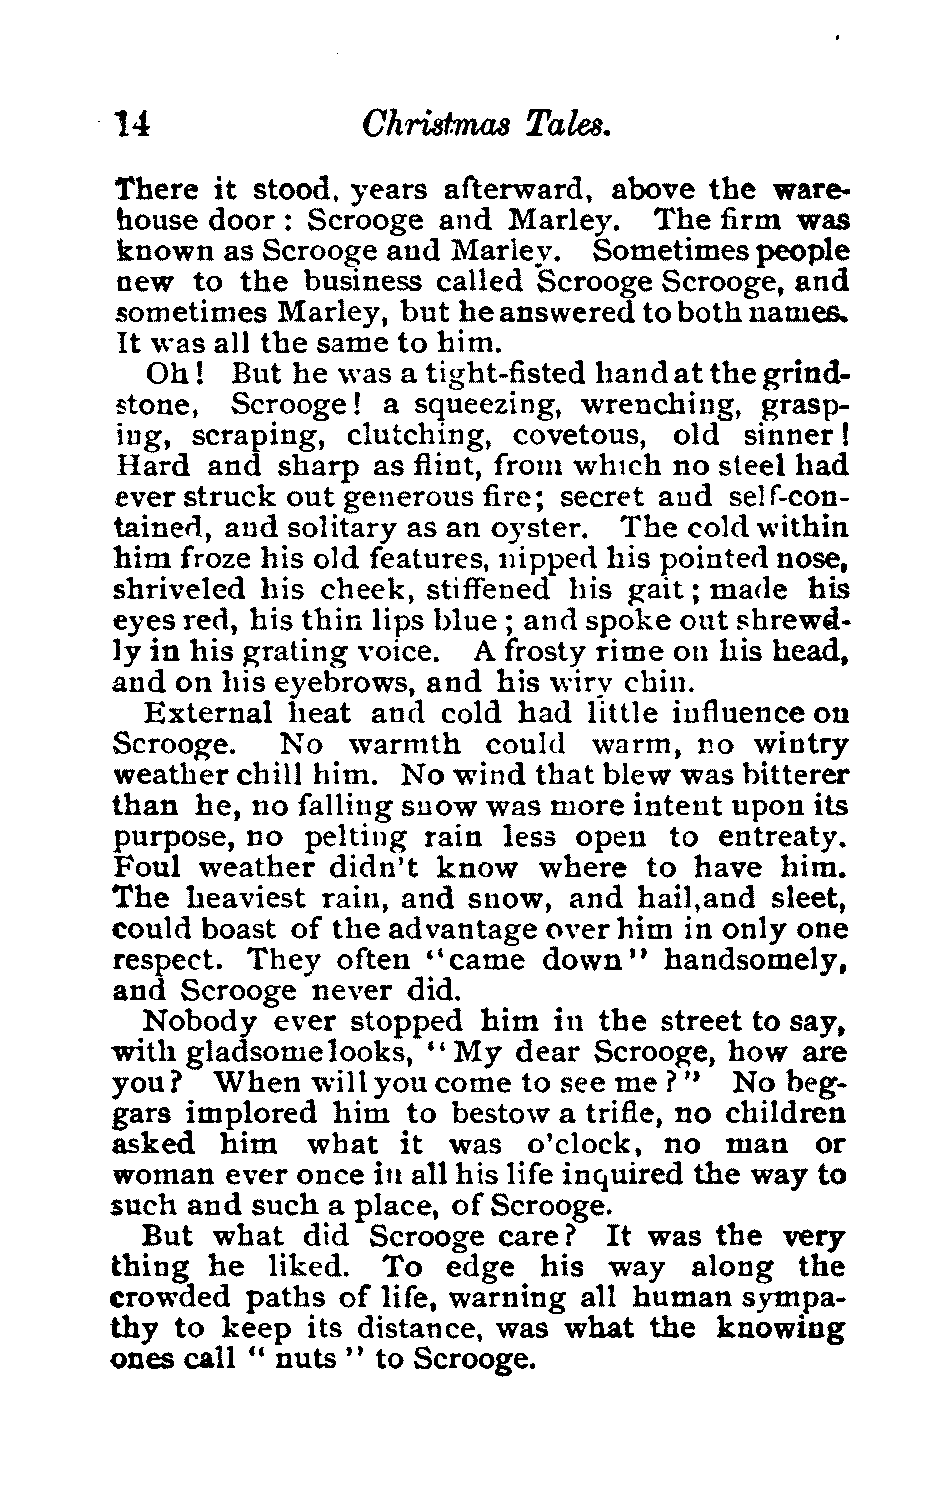 14 Christmas Tales.
There it stood, years afterward, above the ware-
house door : Scrooge and Marley. The firm was
known as Scrooge and Marley. Sometimes people
new to the business called Scrooge Scrooge, and
sometimes Marley, but he answered to both names.
It was all the same to him.
Oh! But he was a tight-fisted hand at the grind-
stone, Scrooge! a squeezing, wrenching, grasp-
ing, scraping, clutching, covetous, old sinner!
Hard and sharp as flint, from which no steel had
ever struck out generous fire; secret and self-con-
tained, and solitary as an oyster. The cold within
him froze his old features, nipped his pointed nose,
shriveled his cheek, stiffened his gait ; made his
eyes red, his thin lips blue ; and spoke out shrewd-
ly in his grating voice. A frosty rime on his head,
and on his eyebrows, and his wiry chin.
External heat and cold had little influence on
Scrooge. No warmth could warm, no wintry
weather chill him. No wind that blew was bitterer
than he, no falling snow was more intent upon its
purpose, no pelting rain less open to entreaty.
Foul weather didn't know where to have him.
The heaviest rain, and snow, and hail,and sleet,
could boast of the advantage over him in only one
respect. They often "came down" handsomely,
and Scrooge never did.
Nobody ever stopped him in the street to say,
with gladsome looks, "My dear Scrooge, how are
you? When will you come to see me ?" No beg-
gars implored him to bestow a trifle, no children
asked him what it was o'clock, no man or
woman ever once in all his life inquired the way to
such and such a place, of Scrooge.
But what did Scrooge care? It was the very
thing he liked. To edge his way along the
crowded paths of life, warning all human sympa-
thy to keep its distance, was what the knowing
ones call " nuts " to Scrooge.